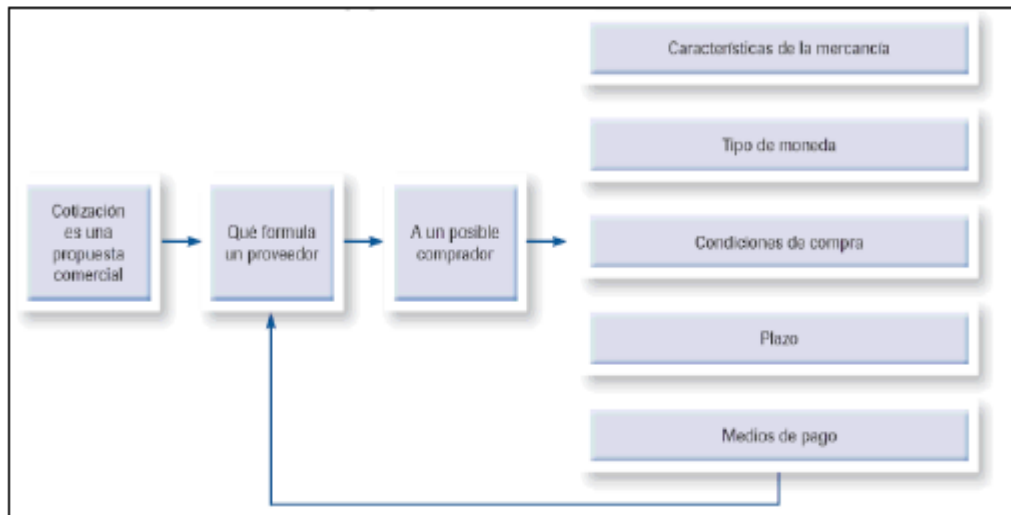 Características de la mercancía
Tipo de moneda
Cotización
es una
propuesta
comercial
Qué formula
un proveedor
A un posible
comprador
Condiciones de compra
Plazo
Medios de pago